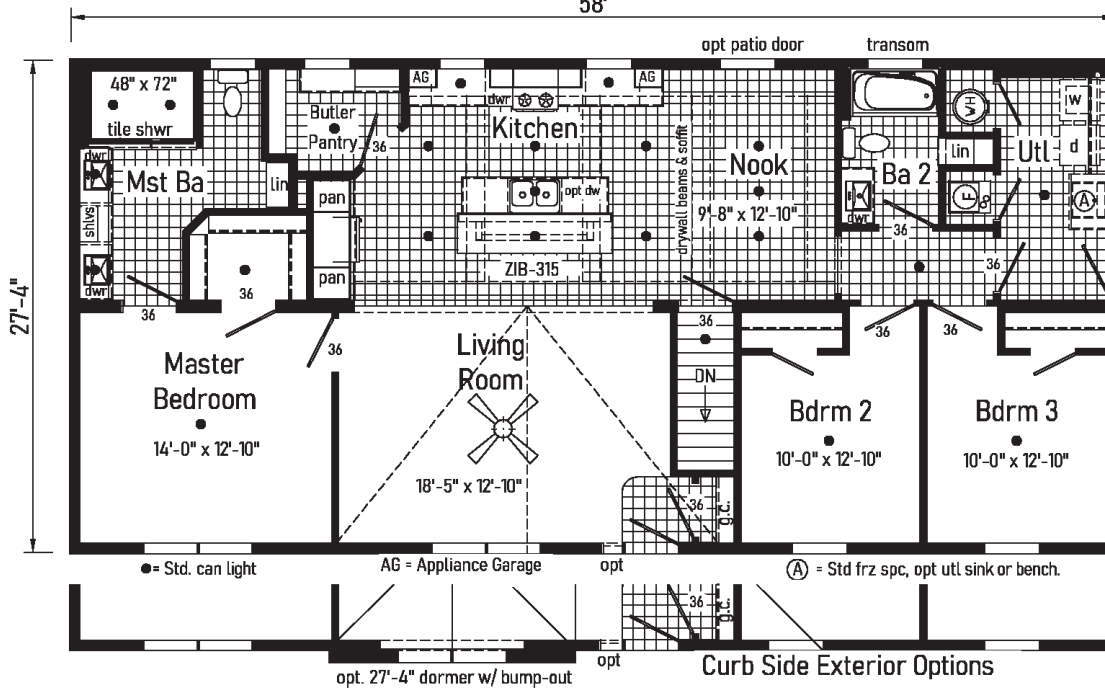 58'
opt patio door
transom
27'-4"
48" x 72"
tile shwr
dwr
Mst Ba
shlvs
dwr
lin
36
36
Butler
Pantry
36
pan
pan
AG
AG
dwr
Kitchen
opt dw
ZIB-315
drywall beams & soffit
Nook
9'-8" x 12'-10"
Ba 2
dwr
36
lin
WH
F
Utl
w
d
A
36
Master
Bedroom
14'-0" x 12'-10"
36
Living
Room
18'-5" x 12'-10"
36
DN
36
g.c.
36
Bdrm 2
10'-0" x 12'-10"
36
Bdrm 3
10'-0" x 12'-10"
= Std. can light
AG = Appliance Garage
opt
A = Std frz spc, opt utl sink or bench.
36
g.c.
opt
opt. 27'-4" dormer w/ bump-out
Curb Side Exterior Options